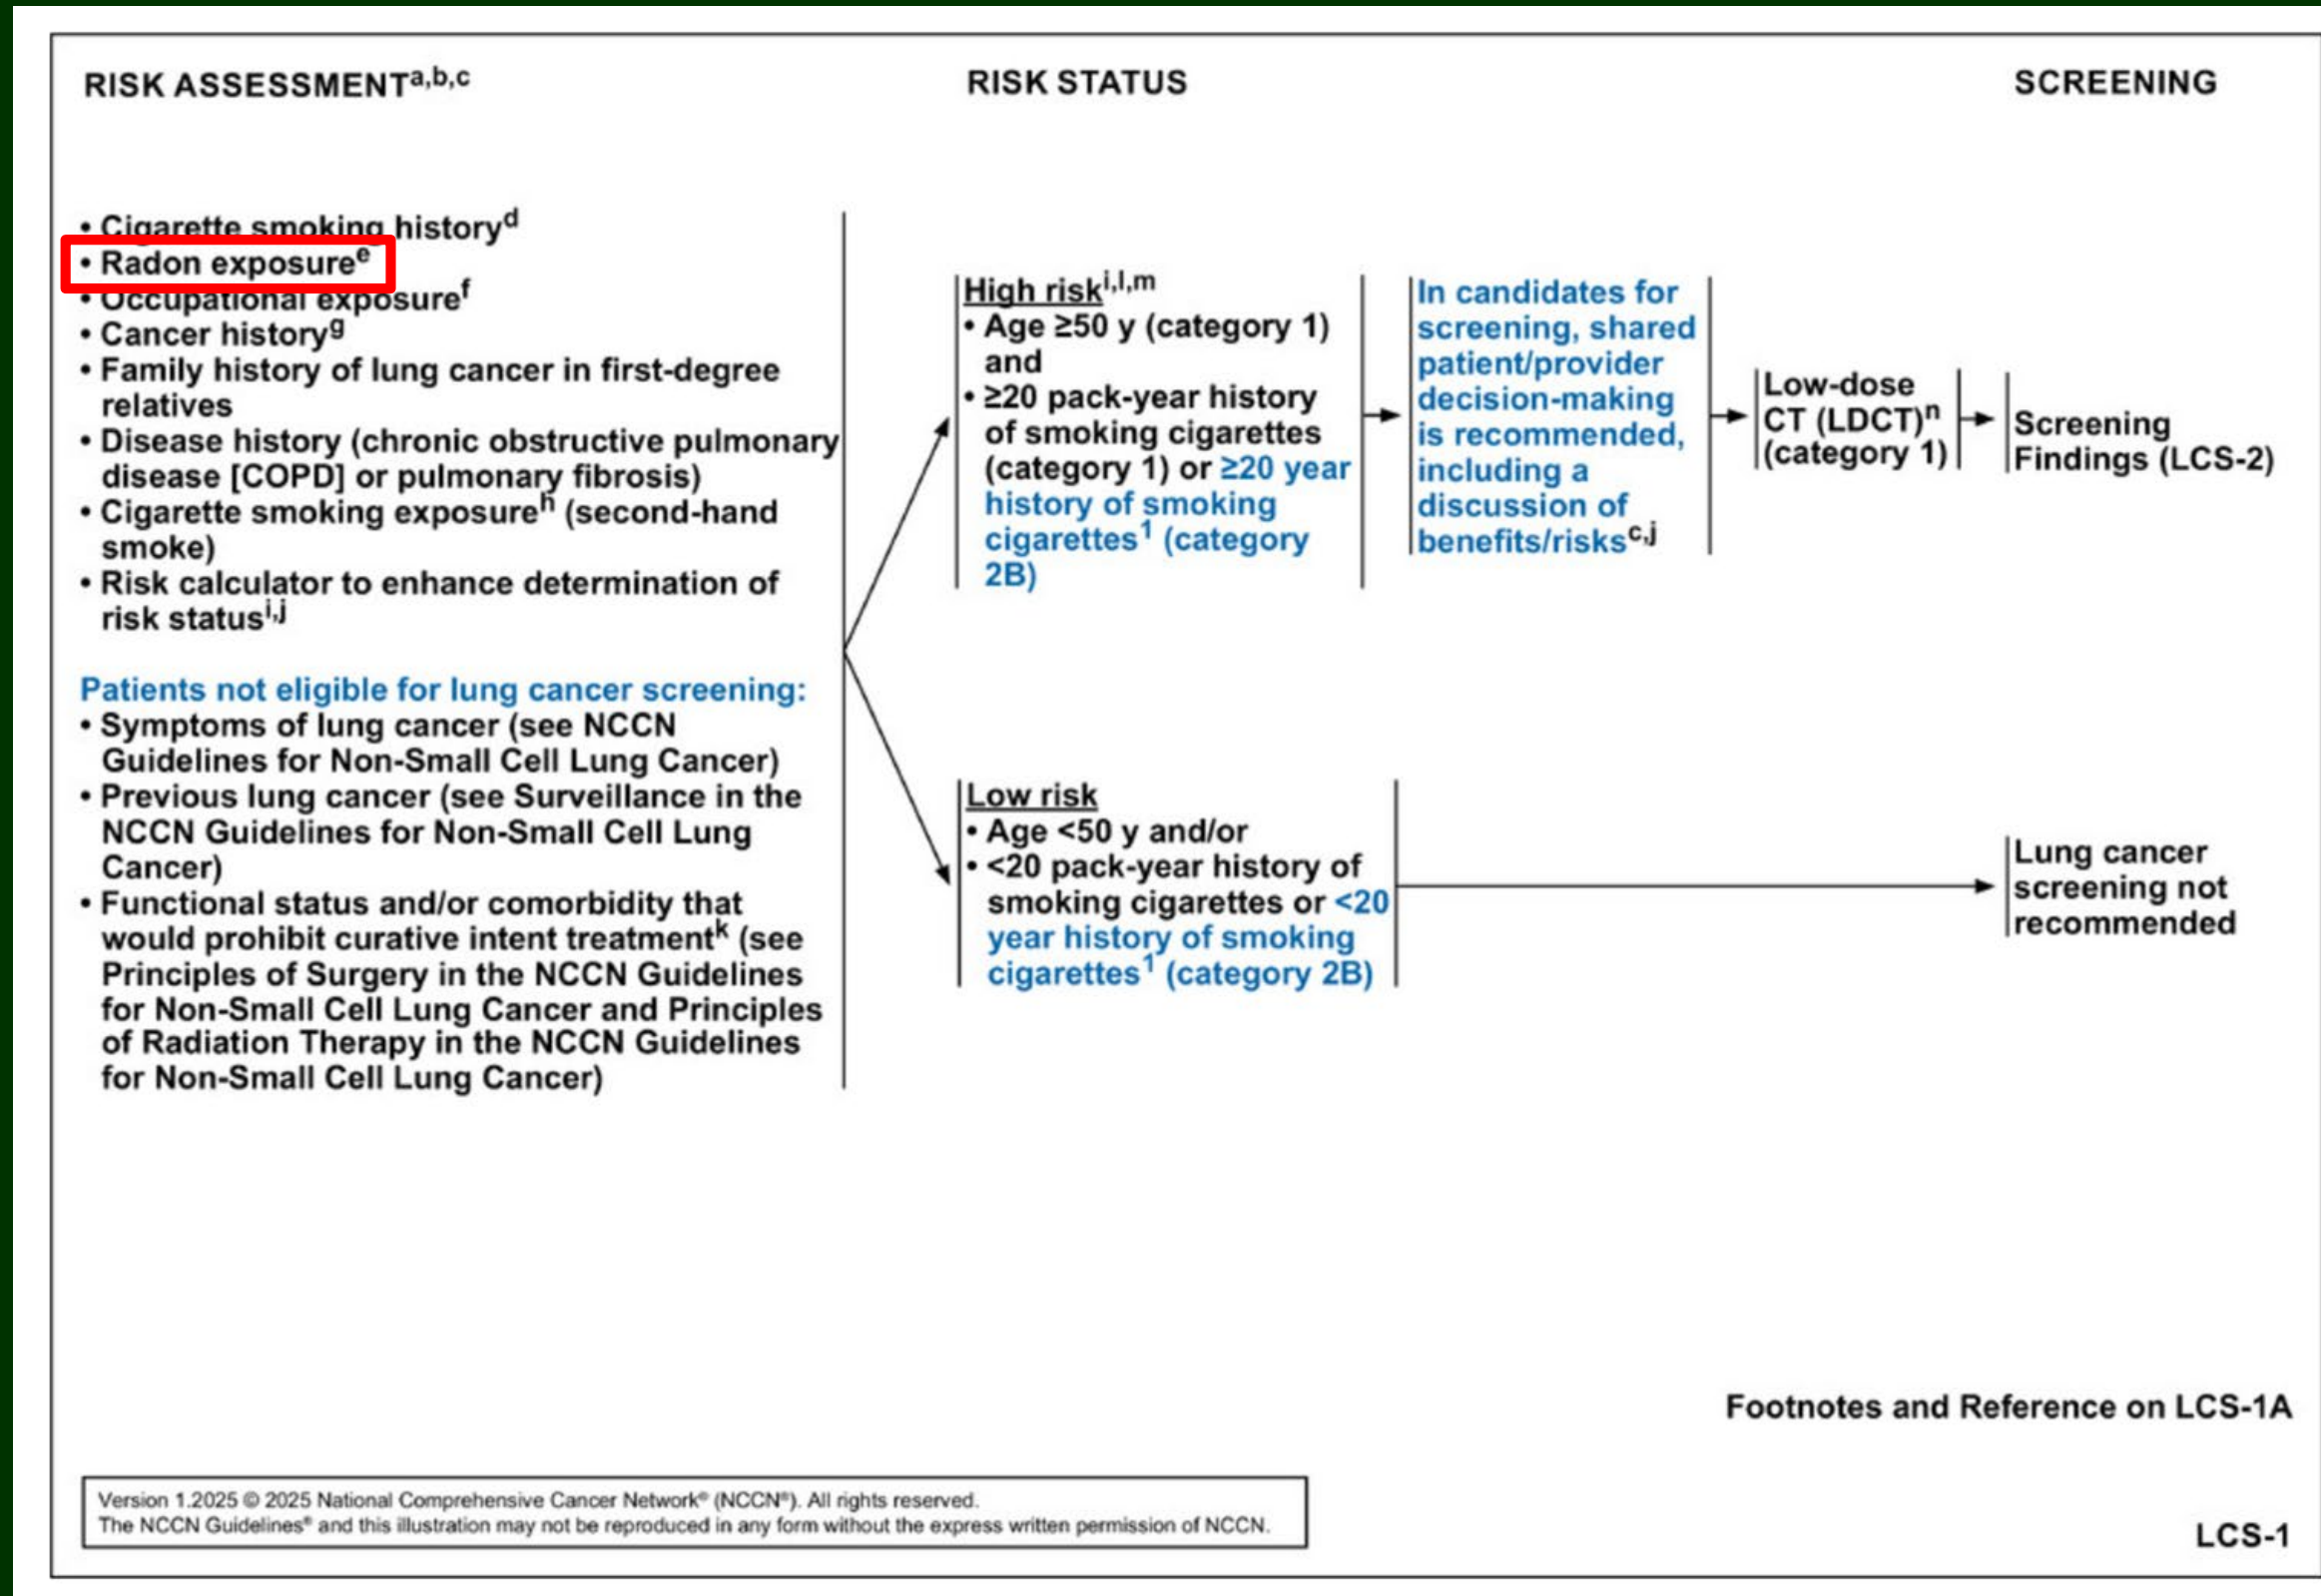 RISK ASSESSMENTa,b,c
RISK STATUS
SCREENING
• Cigarette smoking historyd
• Radon exposuree
• Occupational exposuref
• Cancer historyg
• Family history of lung cancer in first-degree
relatives
• Disease history (chronic obstructive pulmonary
disease [COPD] or pulmonary fibrosis)
• Cigarette smoking exposureh (second-hand
smoke)
• Risk calculator to enhance determination of
risk statusi,j
Patients not eligible for lung cancer screening:
• Symptoms of lung cancer (see NCCN
Guidelines for Non-Small Cell Lung Cancer)
• Previous lung cancer (see Surveillance in the
NCCN Guidelines for Non-Small Cell Lung
Cancer)
• Functional status and/or comorbidity that
would prohibit curative intent treatmentk (see
Principles of Surgery in the NCCN Guidelines
for Non-Small Cell Lung Cancer and Principles
of Radiation Therapy in the NCCN Guidelines
for Non-Small Cell Lung Cancer)
High riski,l,m
• Age ≥50 y (category 1)
and
• ≥20 pack-year history
of smoking cigarettes
(category 1) or ≥20 year
history of smoking
cigarettes1 (category
2B)
In candidates for
screening, shared
patient/provider
decision-making
is recommended,
including a
discussion of
benefits/risksc,j
Low-dose
CT (LDCT)n
(category 1)
Screening
Findings (LCS-2)
Low risk
• Age <50 y and/or
• <20 pack-year history of
smoking cigarettes or <20
year history of smoking
cigarettes1 (category 2B)
Lung cancer
screening not
recommended
Footnotes and Reference on LCS-1A
Version 1.2025 © 2025 National Comprehensive Cancer Network® (NCCN®). All rights reserved.
The NCCN Guidelines® and this illustration may not be reproduced in any form without the express written permission of NCCN.
LCS-1